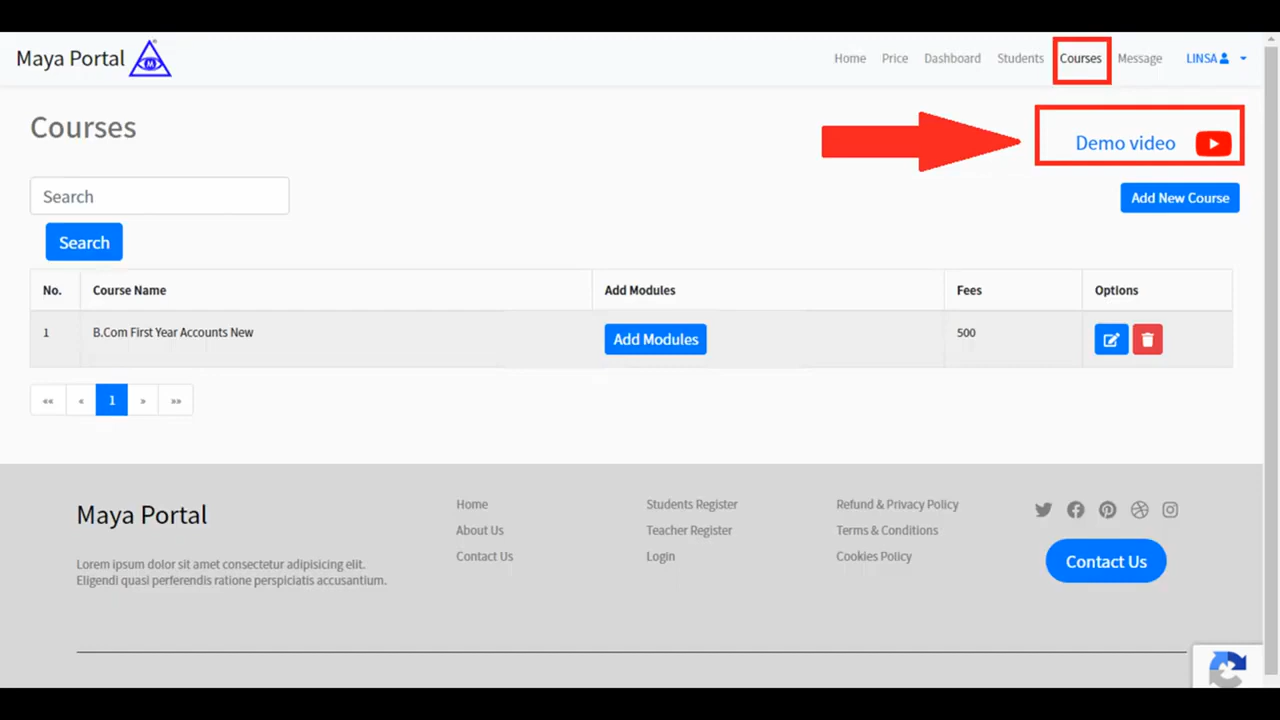 Maya Portal
Home Price Dashboard Students Courses Message LINSA
Courses
Demo video
Search
Add New Course
Search
No. Course Name Add Modules Fees Options
1 B.Com First Year Accounts New Add Modules 500
«« « 1 » »»
Maya Portal
Lorem ipsum dolor sit amet consectetur adipisicing elit.
Eligendi quasi perferendis ratione perspiciatis accusantium.
Home
About Us
Contact Us
Students Register
Teacher Register
Login
Refund & Privacy Policy
Terms & Conditions
Cookies Policy
Contact Us